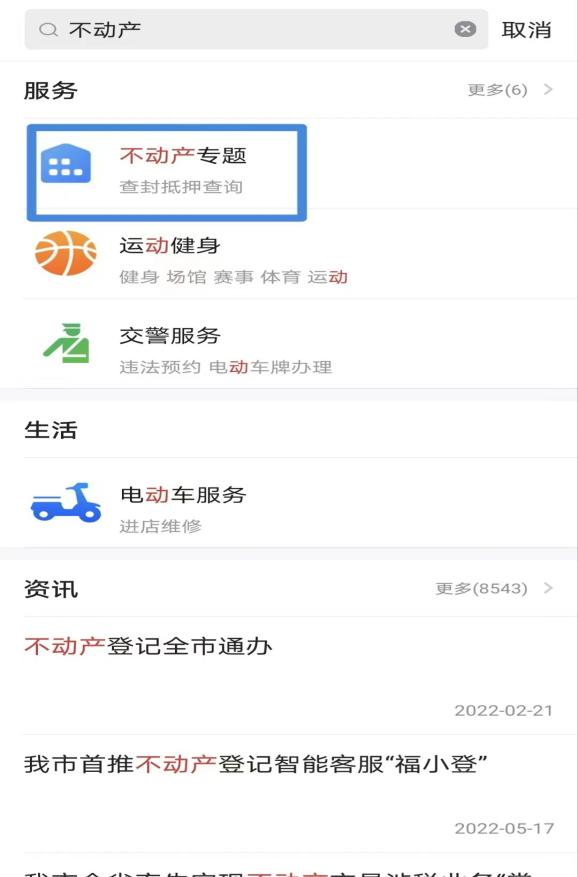 不动产
取消
服务
更多(6)
不动产专题
查封抵押查询
运动健身
健身 场馆 赛事 体育 运动
交警服务
违法预约 电动车牌办理
生活
电动车服务
进店维修
资讯
更多(8543)
不动产登记全市通办
2022-02-21
我市首推不动产登记智能客服“福小登”
2022-05-17